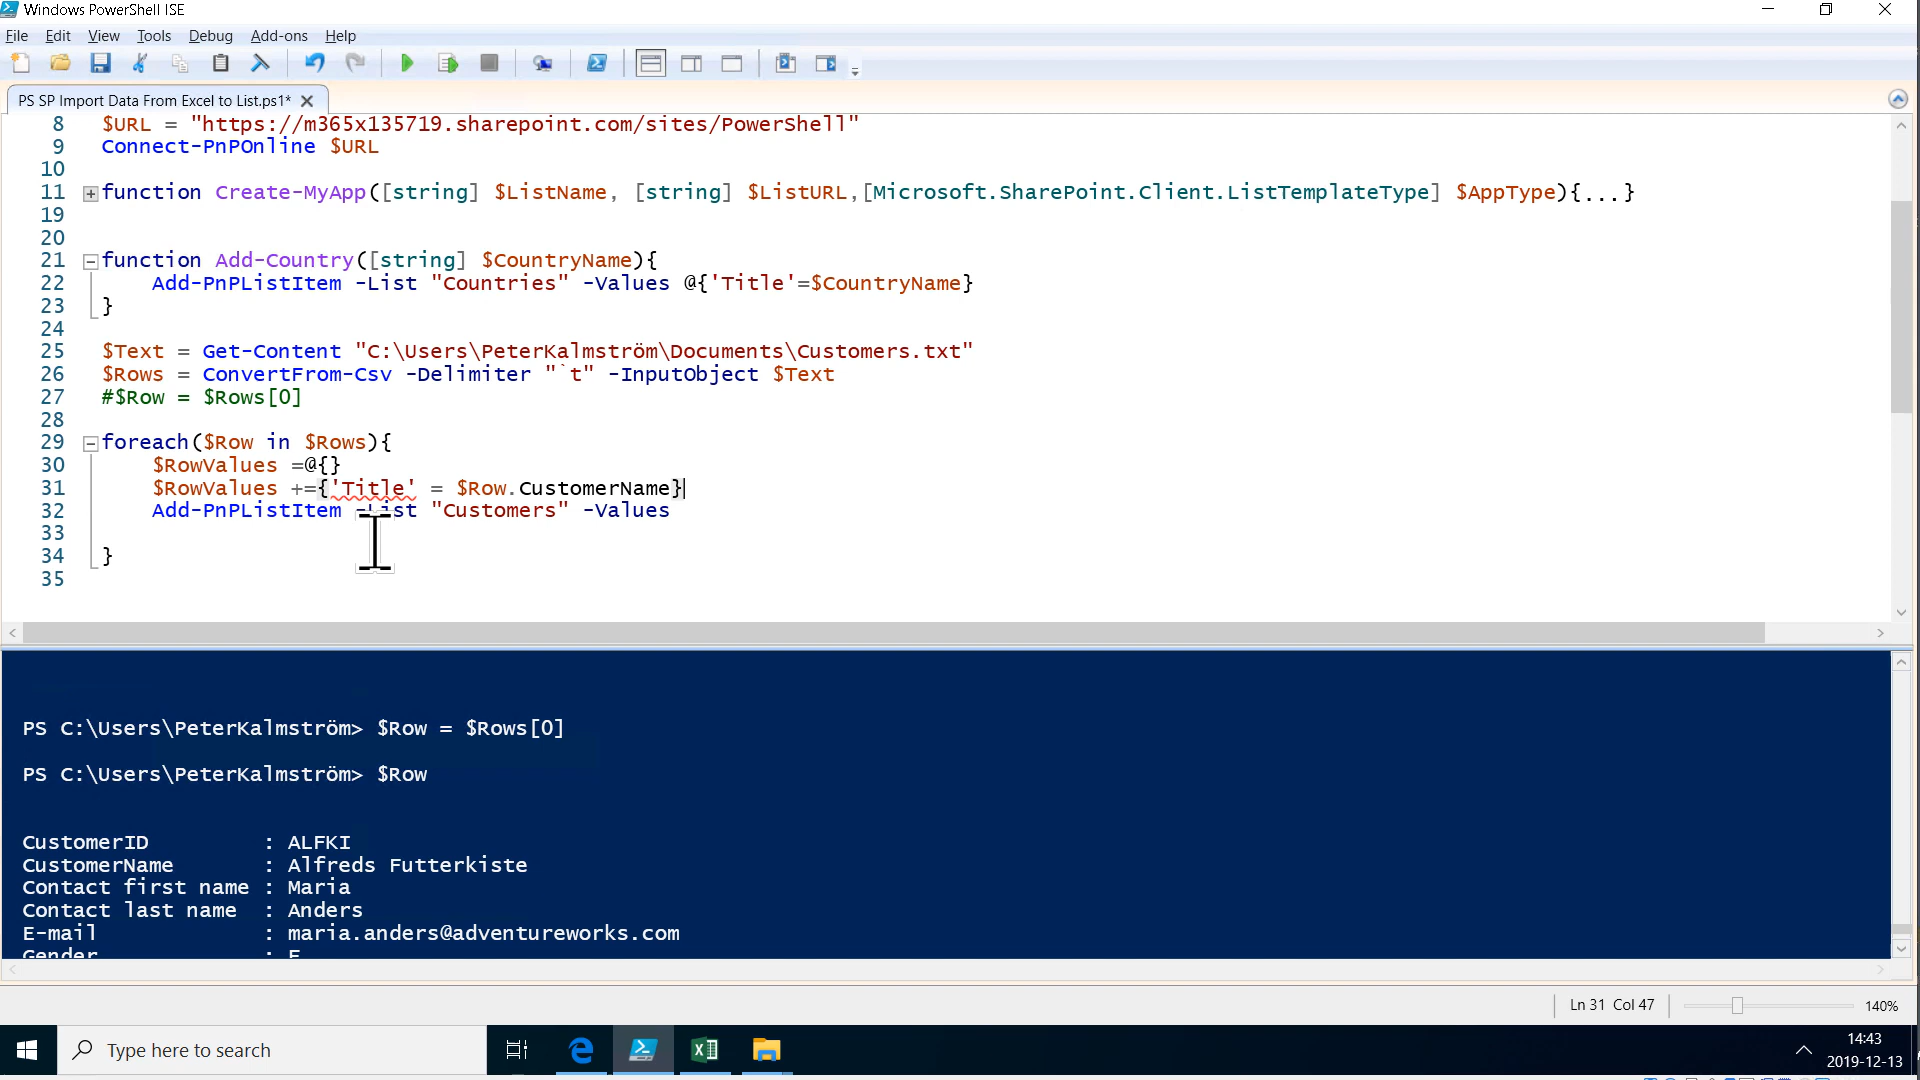 Windows PowerShell ISE
File Edit View Tools Debug Add-ons Help
PS SP Import Data From Excel to List.ps1*
8 $URL = "https://m365x135719.sharepoint.com/sites/PowerShell"
9 Connect-PnPOnline $URL
10
11 function Create-MyApp([string] $ListName, [string] $ListURL,[Microsoft.SharePoint.Client.ListTemplateType] $AppType){...}
19
20
21 function Add-Country([string] $CountryName){
22 Add-PnPListItem -List "Countries" -Values @{'Title'=$CountryName}
23 }
24
25 $Text = Get-Content "C:\Users\PeterKalmström\Documents\Customers.txt"
26 $Rows = ConvertFrom-Csv -Delimiter "`t" -InputObject $Text
27 #$Row = $Rows[0]
28
29 foreach($Row in $Rows){
30 $RowValues =@{}
31 $RowValues +={'Title' = $Row.CustomerName}
32 Add-PnPListItem -List "Customers" -Values
33
34 }
35
PS C:\Users\PeterKalmström> $Row = $Rows[0]
PS C:\Users\PeterKalmström> $Row
CustomerID : ALFKI
CustomerName : Alfreds Futterkiste
Contact first name : Maria
Contact last name : Anders
E-mail : maria.anders@adventureworks.com
Gender : F
Ln 31 Col 47 140%
Type here to search
14:43
2019-12-13